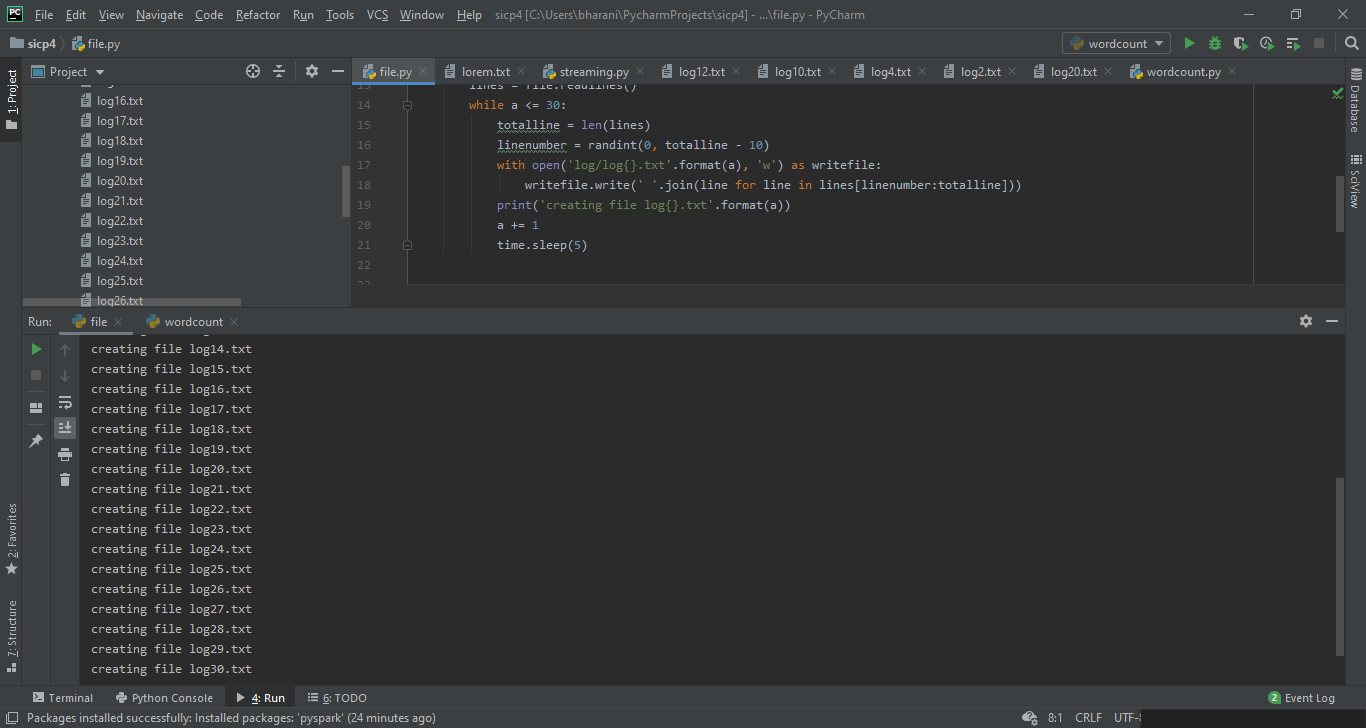 PC File Edit View Navigate Code Refactor Run Tools VCS Window Help sicp4 [C:\Users\bharani\PycharmProjects\sicp4] - ...\file.py - PyCharm
sicp4 file.py wordcount
1: Project
Project
file.py lorem.txt streaming.py log12.txt log10.txt log4.txt log2.txt log20.txt wordcount.py
log16.txt
log17.txt
log18.txt
log19.txt
log20.txt
log21.txt
log22.txt
log23.txt
log24.txt
log25.txt
log26.txt
lines = file.readlines()
14 while a <= 30:
15 totalline = len(lines)
16 linenumber = randint(0, totalline - 10)
17 with open('log/log{}.txt'.format(a), 'w') as writefile:
18 writefile.write(' '.join(line for line in lines[linenumber:totalline]))
19 print('creating file log{}.txt'.format(a))
20 a += 1
21 time.sleep(5)
22
Database
SciView
Run: file wordcount
creating file log14.txt
creating file log15.txt
creating file log16.txt
creating file log17.txt
creating file log18.txt
creating file log19.txt
creating file log20.txt
creating file log21.txt
creating file log22.txt
creating file log23.txt
creating file log24.txt
creating file log25.txt
creating file log26.txt
creating file log27.txt
creating file log28.txt
creating file log29.txt
creating file log30.txt
2: Favorites
7: Structure
Terminal Python Console 4: Run 6: TODO 2 Event Log
Packages installed successfully: Installed packages: 'pyspark' (24 minutes ago) 8:1 CRLF